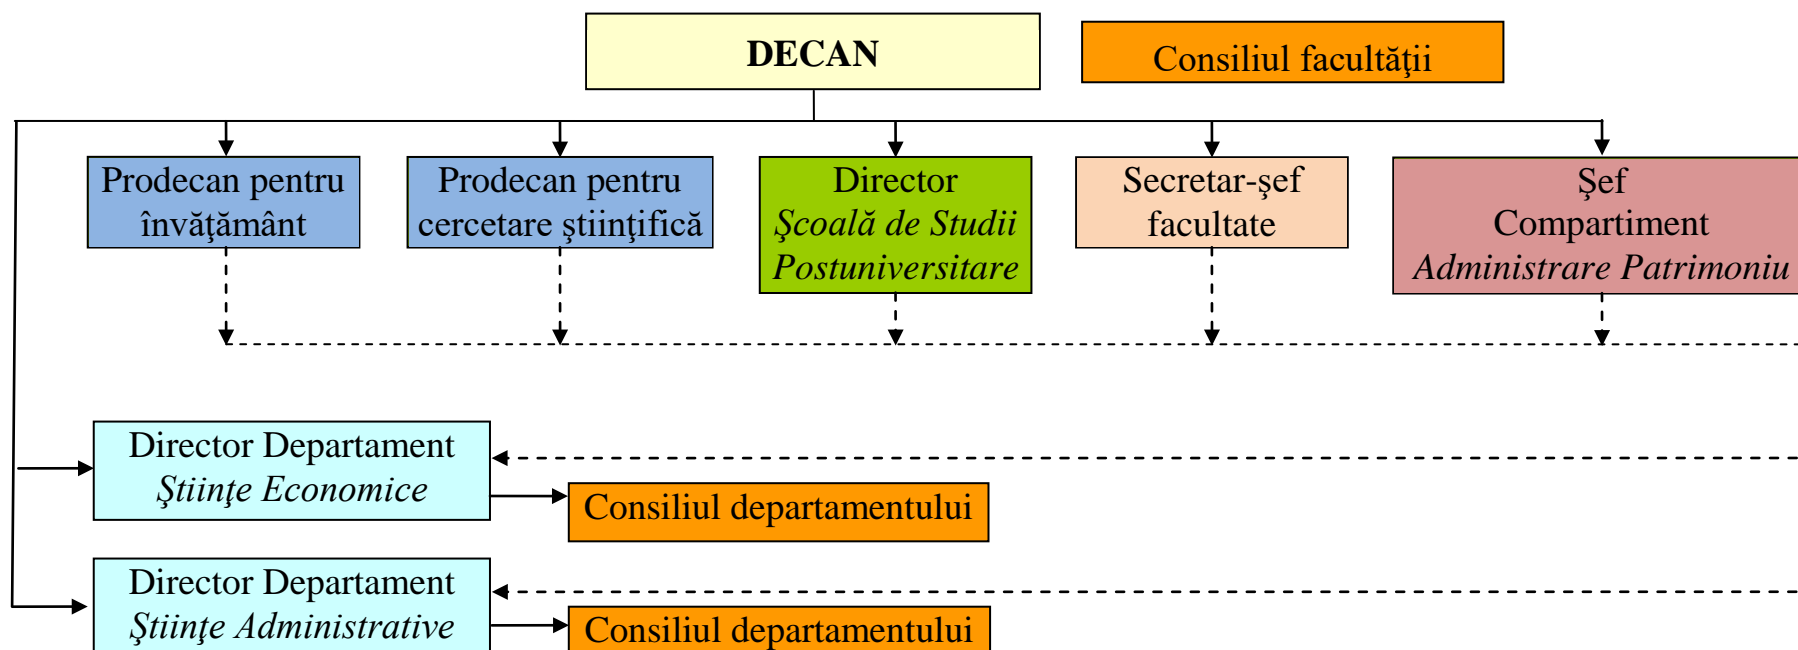 DECAN
Consiliul facultăţii
Prodecan pentru
învăţământ
Prodecan pentru
cercetare ştiinţifică
Director
Şcoală de Studii
Postuniversitare
Secretar-şef
facultate
Şef
Compartiment
Administrare Patrimoniu
Director Departament
Ştiinţe Economice
Consiliul departamentului
Director Departament
Ştiinţe Administrative
Consiliul departamentului